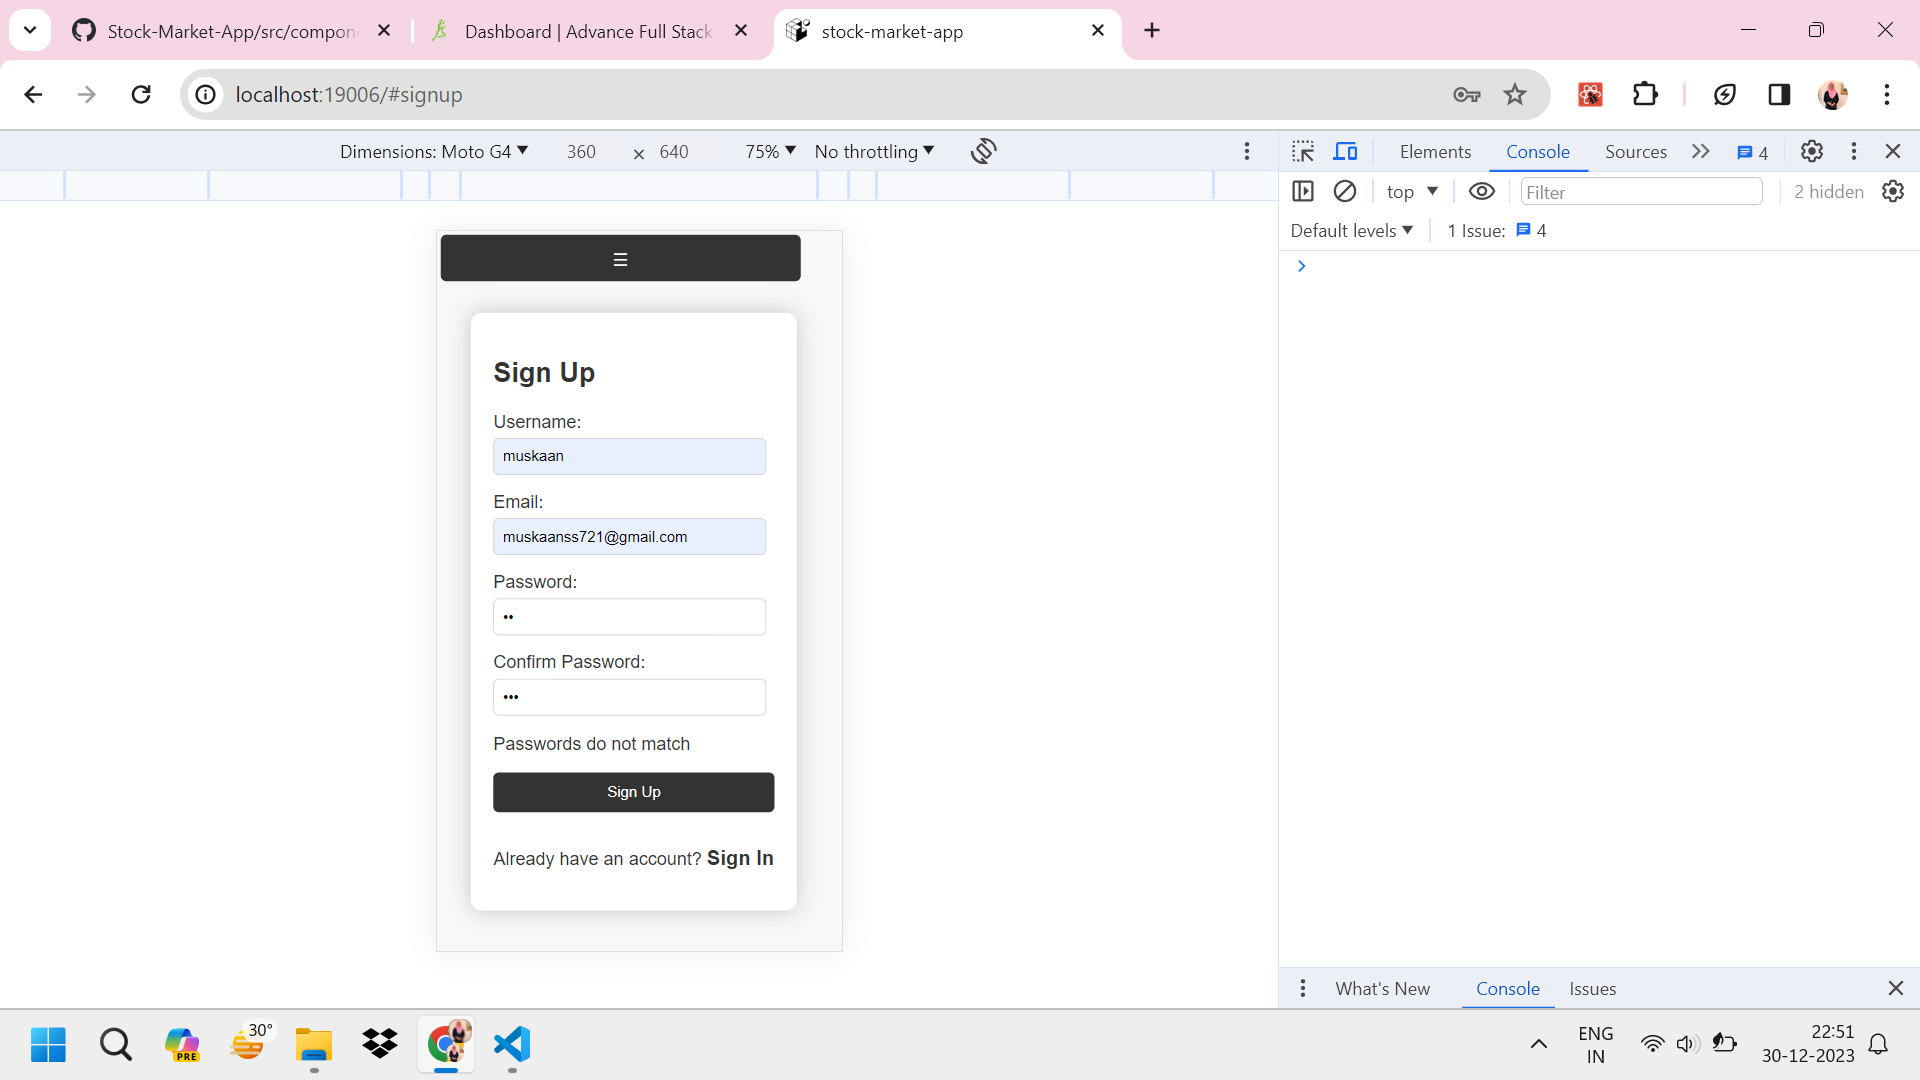 Stock-Market-App/src/compon
Dashboard | Advance Full Stack
stock-market-app
localhost:19006/#signup
Dimensions: Moto G4 ▼ 360 × 640 75% ▼ No throttling ▼
Elements Console Sources 4
top ▼ Filter 2 hidden
Default levels ▼ 1 Issue: 4
☰
Sign Up
Username:
muskaan
Email:
muskaanss721@gmail.com
Password:
••
Confirm Password:
•••
Passwords do not match
Sign Up
Already have an account? Sign In
What's New Console Issues
PRE
30°
ENG
IN
22:51
30-12-2023